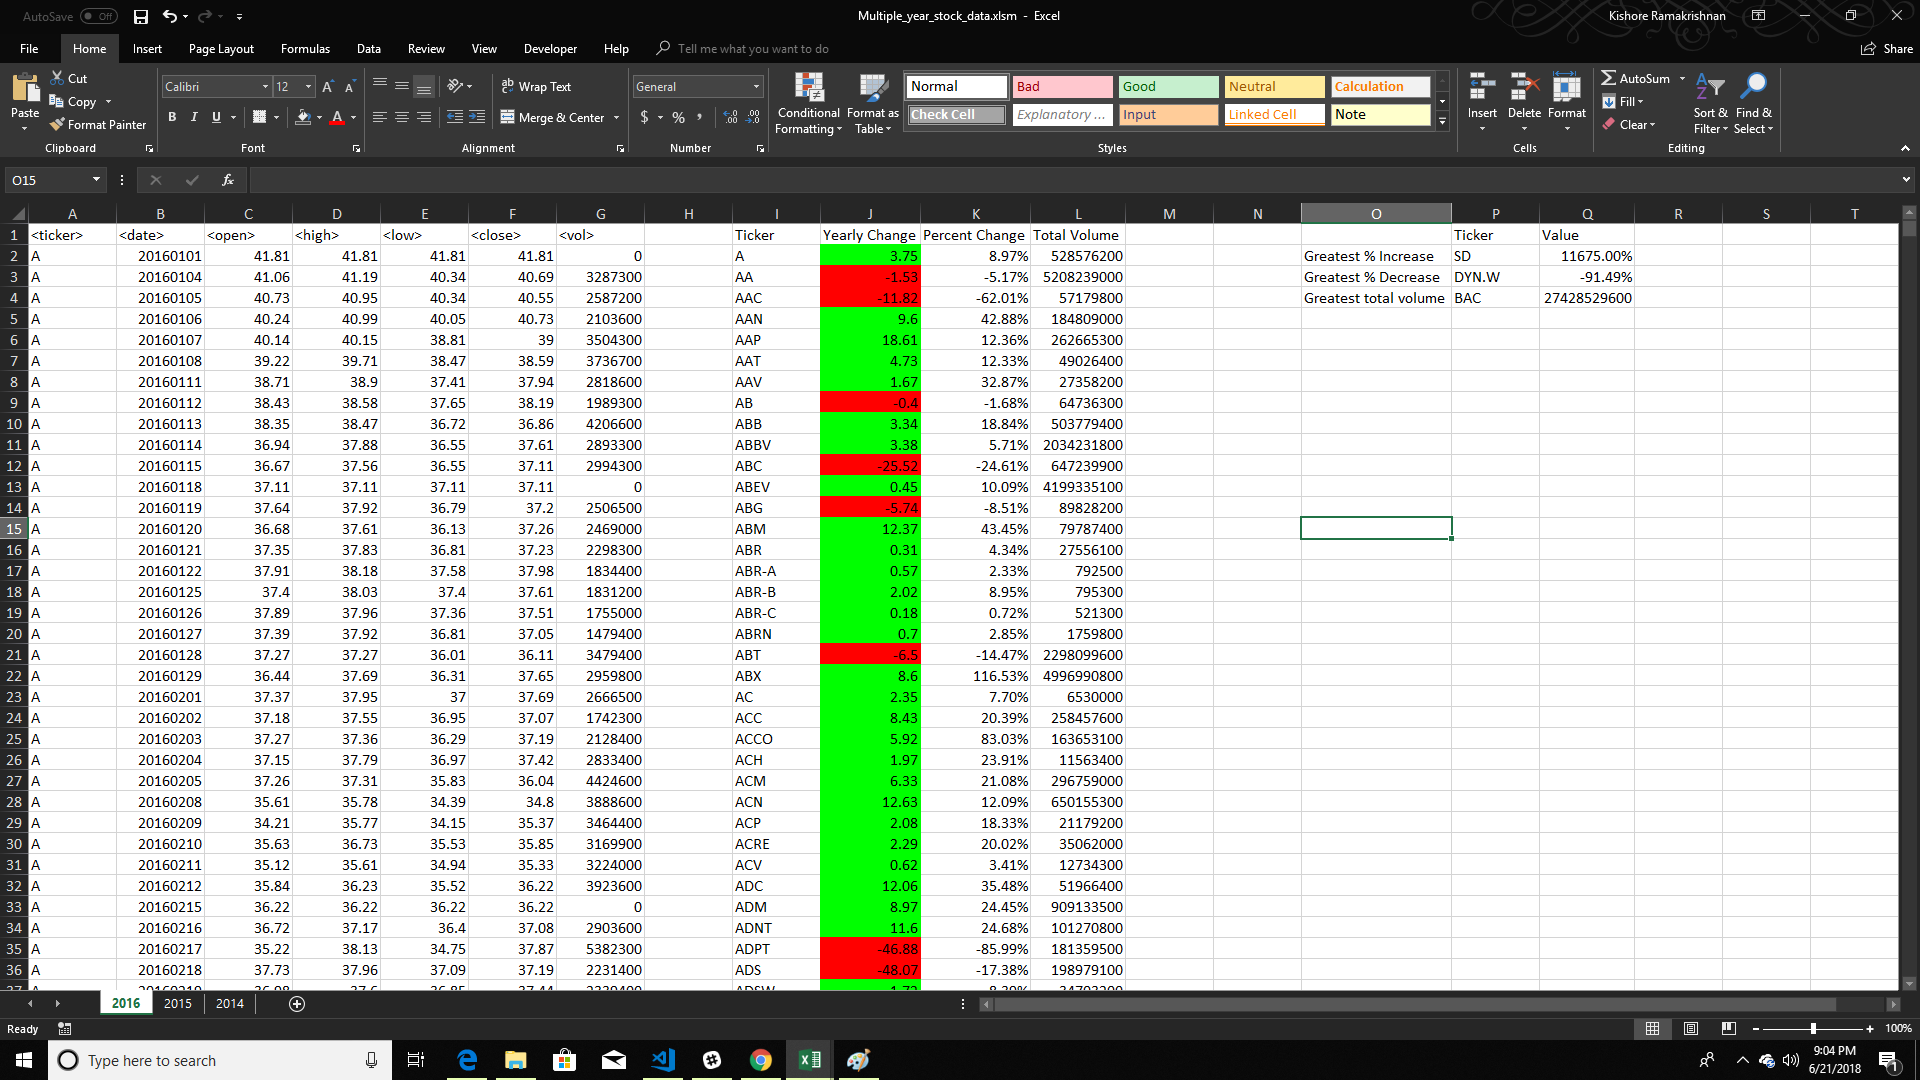 AutoSave Off Multiple_year_stock_data.xlsm - Excel Kishore Ramakrishnan
File Home Insert Page Layout Formulas Data Review View Developer Help Tell me what you want to do Share
Paste Cut Copy Format Painter Clipboard
Calibri 12 B I U Font
Wrap Text Merge & Center Alignment
General $ % , Number
Conditional Formatting Format as Table
Normal Bad Good Neutral Calculation
Check Cell Explanatory ... Input Linked Cell Note
Styles
Insert Delete Format Cells
AutoSum Fill Clear Sort & Filter Find & Select Editing
O15 fx
A B C D E F G H I J K L M N O P Q R S T
1 <ticker> <date> <open> <high> <low> <close> <vol> Ticker Yearly Change Percent Change Total Volume Ticker Value
2 A 20160101 41.81 41.81 41.81 41.81 0 A 3.75 8.97% 528576200 Greatest % Increase SD 11675.00%
3 A 20160104 41.06 41.19 40.34 40.69 3287300 AA -1.53 -5.17% 5208239000 Greatest % Decrease DYN.W -91.49%
4 A 20160105 40.73 40.95 40.34 40.55 2587200 AAC -11.82 -62.01% 57179800 Greatest total volume BAC 27428529600
5 A 20160106 40.24 40.99 40.05 40.73 2103600 AAN 9.6 42.88% 184809000
6 A 20160107 40.14 40.15 38.81 39 3504300 AAP 18.61 12.36% 262665300
7 A 20160108 39.22 39.71 38.47 38.59 3736700 AAT 4.73 12.33% 49026400
8 A 20160111 38.71 38.9 37.41 37.94 2818600 AAV 1.67 32.87% 27358200
9 A 20160112 38.43 38.58 37.65 38.19 1989300 AB -0.4 -1.68% 64736300
10 A 20160113 38.35 38.47 36.72 36.86 4206600 ABB 3.34 18.84% 503779400
11 A 20160114 36.94 37.88 36.55 37.61 2893300 ABBV 3.38 5.71% 2034231800
12 A 20160115 36.67 37.56 36.55 37.11 2994300 ABC -25.52 -24.61% 647239900
13 A 20160118 37.11 37.11 37.11 37.11 0 ABEV 0.45 10.09% 4199335100
14 A 20160119 37.64 37.92 36.79 37.2 2506500 ABG -5.74 -8.51% 89828200
15 A 20160120 36.68 37.61 36.13 37.26 2469000 ABM 12.37 43.45% 79787400
16 A 20160121 37.35 37.83 36.81 37.23 2298300 ABR 0.31 4.34% 27556100
17 A 20160122 37.91 38.18 37.58 37.98 1834400 ABR-A 0.57 2.33% 792500
18 A 20160125 37.4 38.03 37.4 37.61 1831200 ABR-B 2.02 8.95% 795300
19 A 20160126 37.89 37.96 37.36 37.51 1755000 ABR-C 0.18 0.72% 521300
20 A 20160127 37.39 37.92 36.81 37.05 1479400 ABRN 0.7 2.85% 1759800
21 A 20160128 37.27 37.27 36.01 36.11 3479400 ABT -6.5 -14.47% 2298099600
22 A 20160129 36.44 37.69 36.31 37.65 2959800 ABX 8.6 116.53% 4996990800
23 A 20160201 37.37 37.95 37 37.69 2666500 AC 2.35 7.70% 6530000
24 A 20160202 37.18 37.55 36.95 37.07 1742300 ACC 8.43 20.39% 258457600
25 A 20160203 37.27 37.36 36.29 37.19 2128400 ACCO 5.92 83.03% 163653100
26 A 20160204 37.15 37.79 36.97 37.42 2833400 ACH 1.97 23.91% 11563400
27 A 20160205 37.26 37.31 35.83 36.04 4424600 ACM 6.33 21.08% 296759000
28 A 20160208 35.61 35.78 34.39 34.8 3888600 ACN 12.63 12.09% 650155300
29 A 20160209 34.21 35.77 34.15 35.37 3464400 ACP 2.08 18.33% 21179200
30 A 20160210 35.63 36.73 35.53 35.85 3169900 ACRE 2.29 20.02% 35062000
31 A 20160211 35.12 35.61 34.94 35.33 3224000 ACV 0.62 3.41% 12734300
32 A 20160212 35.84 36.23 35.52 36.22 3923600 ADC 12.06 35.48% 51966400
33 A 20160215 36.22 36.22 36.22 36.22 0 ADM 8.97 24.45% 909133500
34 A 20160216 36.72 37.17 36.4 37.08 2903600 ADNT 11.6 24.68% 101270800
35 A 20160217 35.22 38.13 34.75 37.87 5382300 ADPT -46.88 -85.99% 181359500
36 A 20160218 37.73 37.96 37.09 37.19 2231400 ADS -48.07 -17.38% 198979100
2016 2015 2014
Ready 100%
Type here to search 9:04 PM
6/21/2018 1